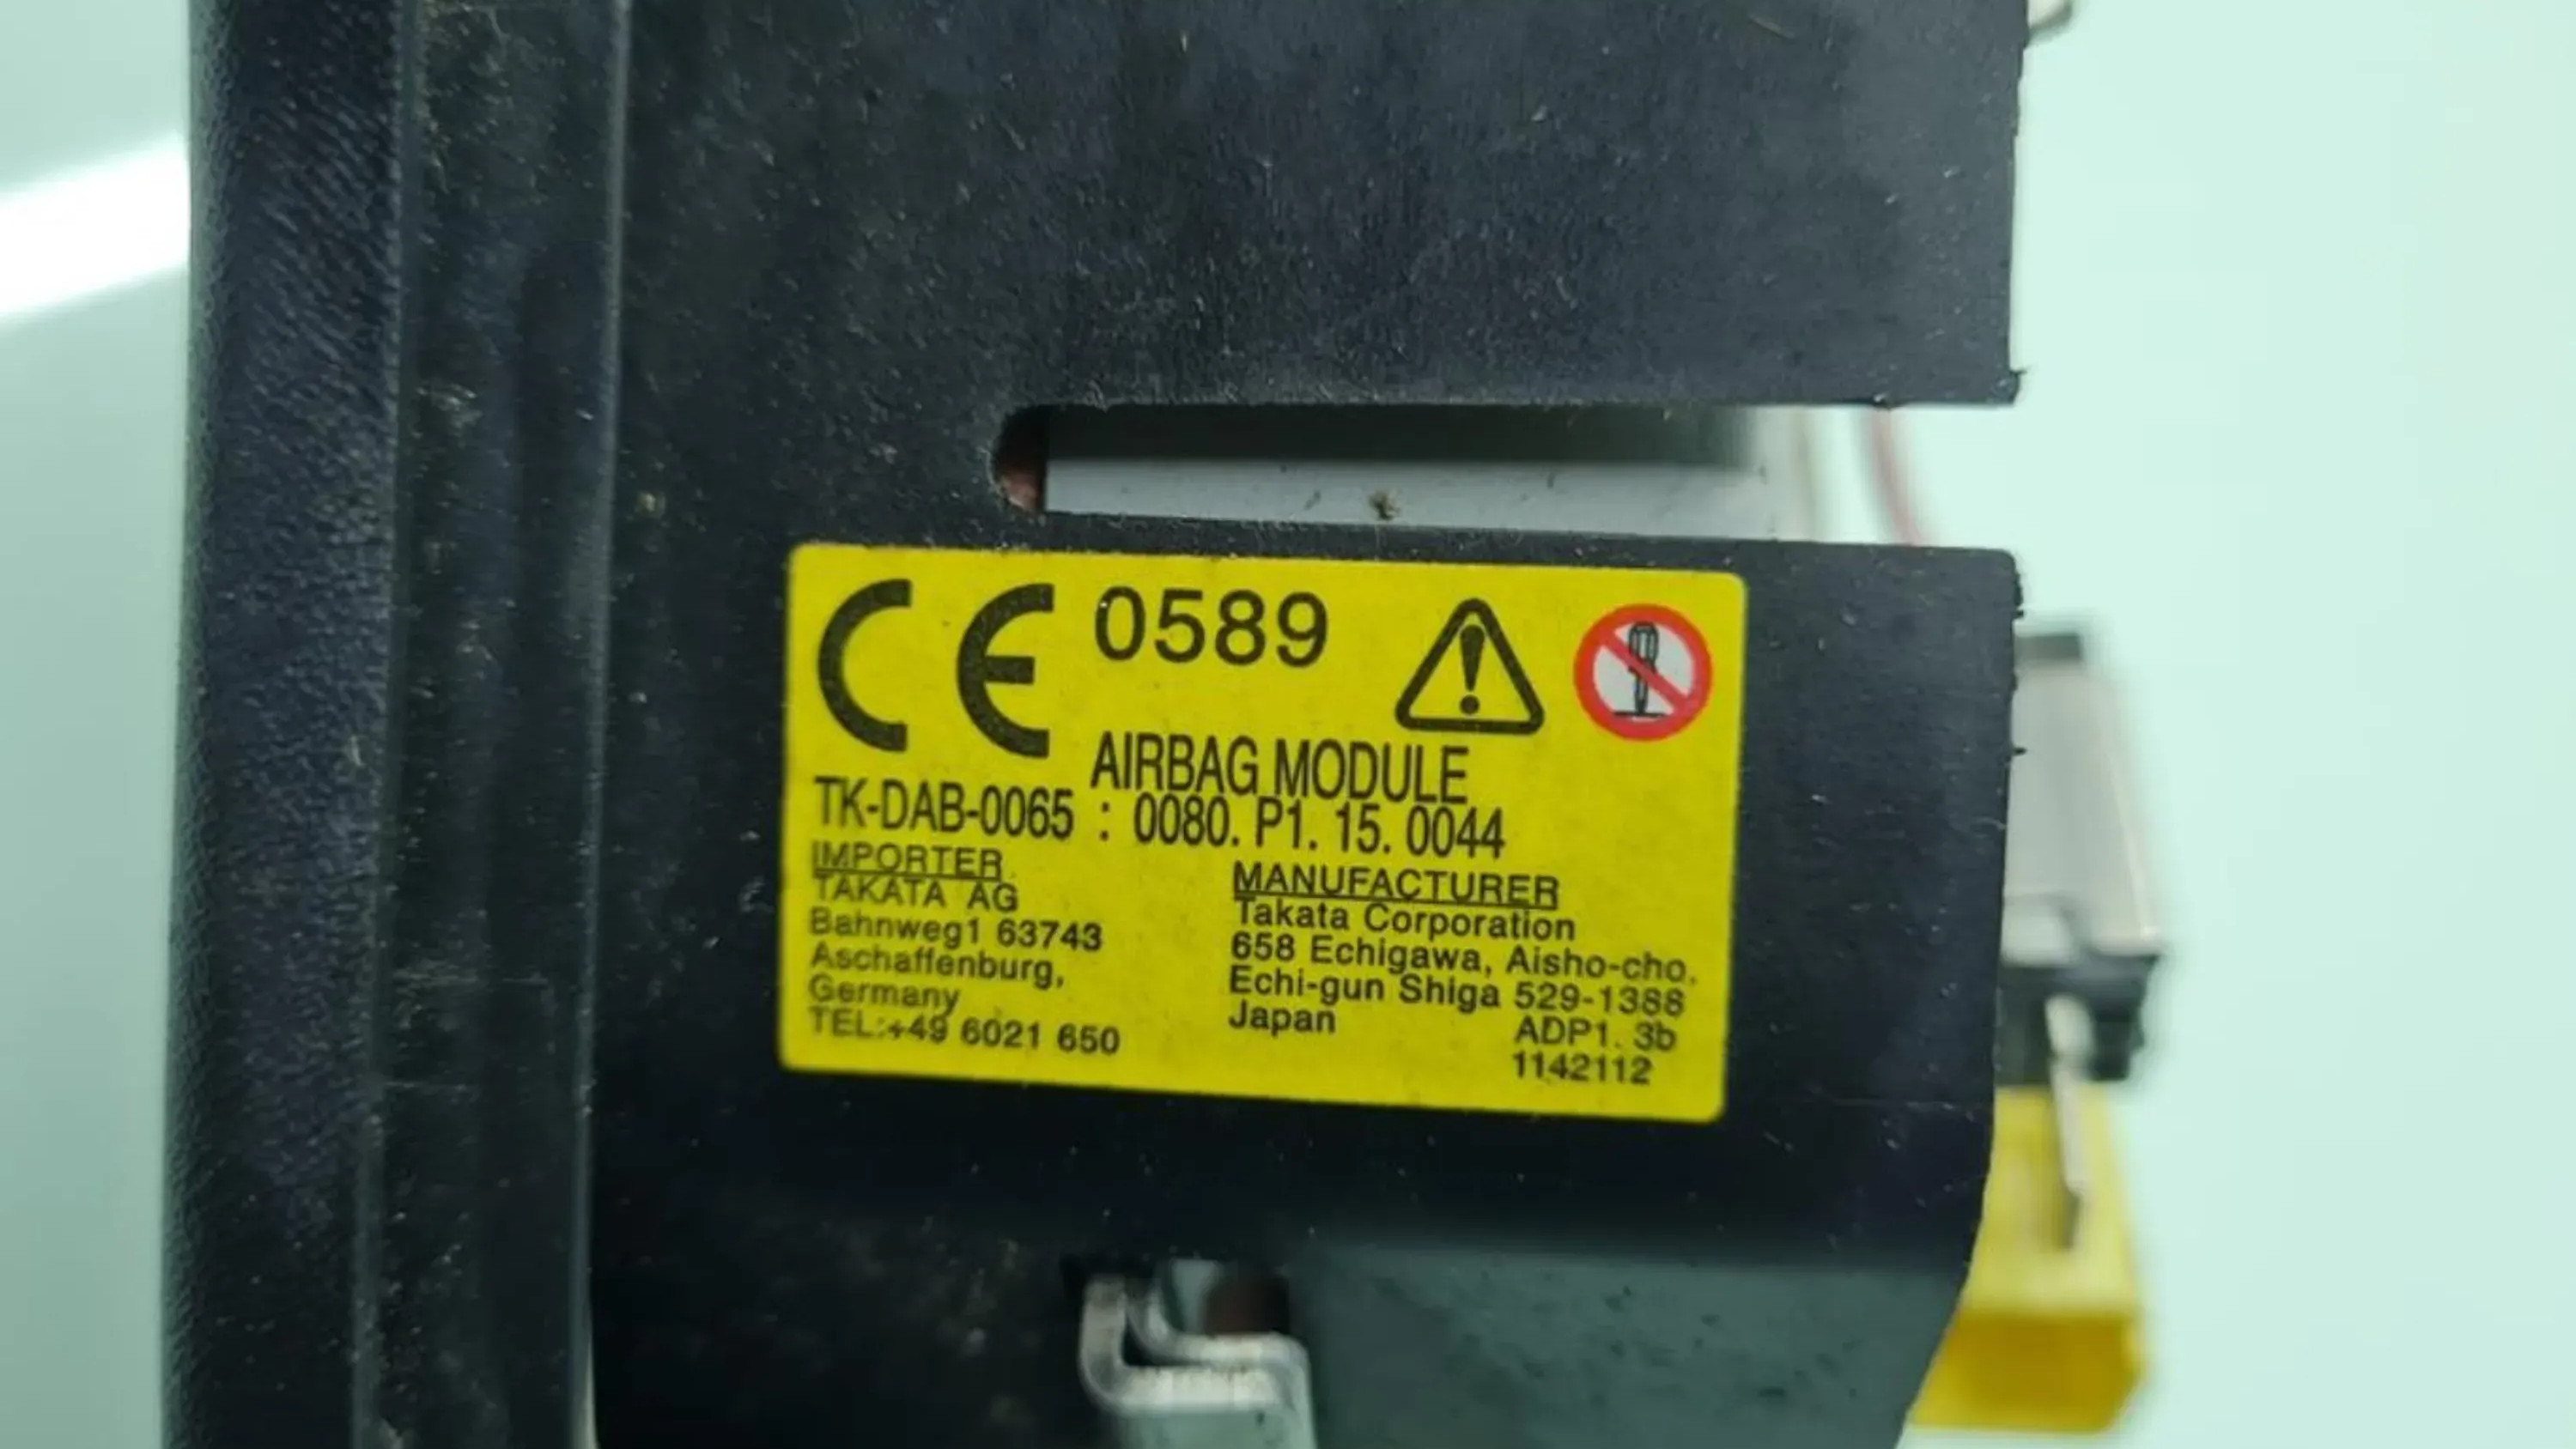 CE 0589
AIRBAG MODULE
TK-DAB-0065 : 0080. P1. 15. 0044
IMPORTER
TAKATA AG
Bahnweg1 63743
Aschaffenburg,
Germany
TEL:+49 6021 650
MANUFACTURER
Takata Corporation
658 Echigawa, Aisho-cho,
Echi-gun Shiga 529-1388
Japan
ADP1. 3b
1142112